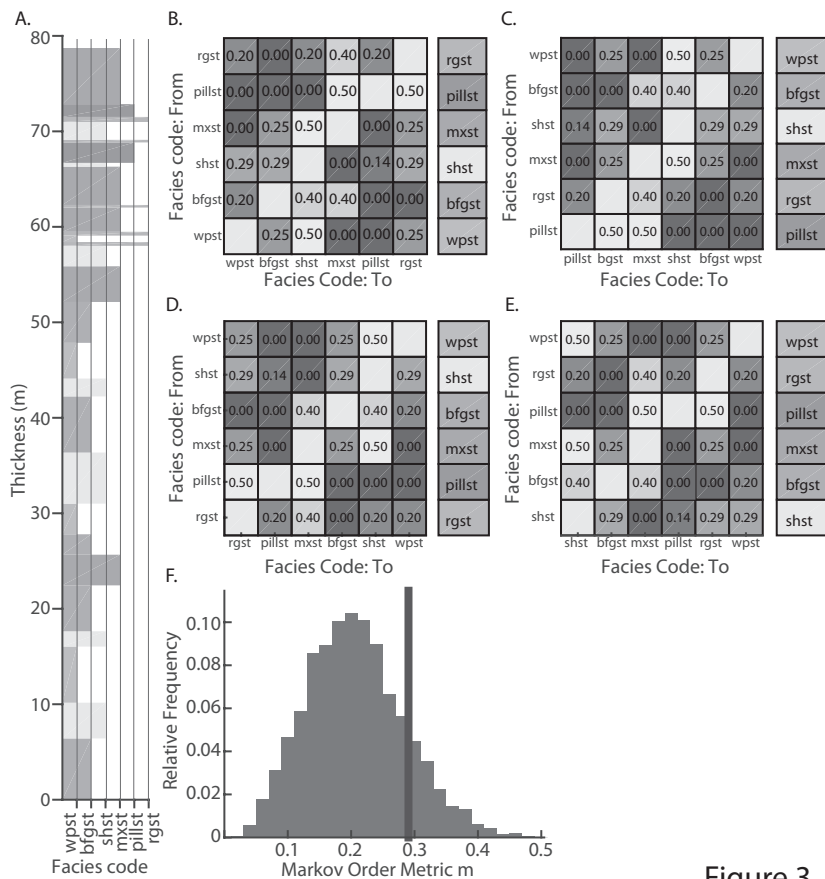 A.
80
70
60
50
40
30
20
10
0
Thickness (m)
wpst
bfgst
shst
mxst
pillst
rgst
Facies code
B.
Facies code: From
rgst 0.20 0.00 0.20 0.40 0.20 rgst
pillst 0.00 0.00 0.00 0.50 0.50 pillst
mxst 0.00 0.25 0.50 0.00 0.25 mxst
shst 0.29 0.29 0.00 0.14 0.29 shst
bfgst 0.20 0.40 0.40 0.00 0.00 bfgst
wpst 0.25 0.50 0.00 0.00 0.25 wpst
wpst bfgst shst mxst pillst rgst
Facies Code: To
C.
Facies code: From
wpst 0.00 0.25 0.00 0.50 0.25 wpst
bfgst 0.00 0.00 0.40 0.40 0.20 bfgst
shst 0.14 0.29 0.00 0.29 0.29 shst
mxst 0.00 0.25 0.50 0.25 0.00 mxst
rgst 0.20 0.40 0.20 0.00 0.20 rgst
pillst 0.50 0.50 0.00 0.00 0.00 pillst
pillst bgst mxst shst bfgst wpst
Facies Code: To
D.
Facies code: From
wpst 0.25 0.00 0.00 0.25 0.50 wpst
shst 0.29 0.14 0.00 0.29 0.29 shst
bfgst 0.00 0.00 0.40 0.40 0.20 bfgst
mxst 0.25 0.00 0.25 0.50 0.00 mxst
pillst 0.50 0.50 0.00 0.00 0.00 pillst
rgst 0.20 0.40 0.00 0.20 0.20 rgst
rgst pillst mxst bfgst shst wpst
Facies Code: To
E.
Facies code: From
wpst 0.50 0.25 0.00 0.00 0.25 wpst
rgst 0.20 0.00 0.40 0.20 0.20 rgst
pillst 0.00 0.00 0.50 0.50 0.00 pillst
mxst 0.50 0.25 0.00 0.25 0.00 mxst
bfgst 0.40 0.40 0.00 0.00 0.20 bfgst
shst 0.29 0.00 0.14 0.29 0.29 shst
shst bfgst mxst pillst rgst wpst
Facies Code: To
F.
Relative Frequency
0.10
0.08
0.06
0.04
0.02
0
0.1 0.2 0.3 0.4 0.5
Markov Order Metric m
Figure 3